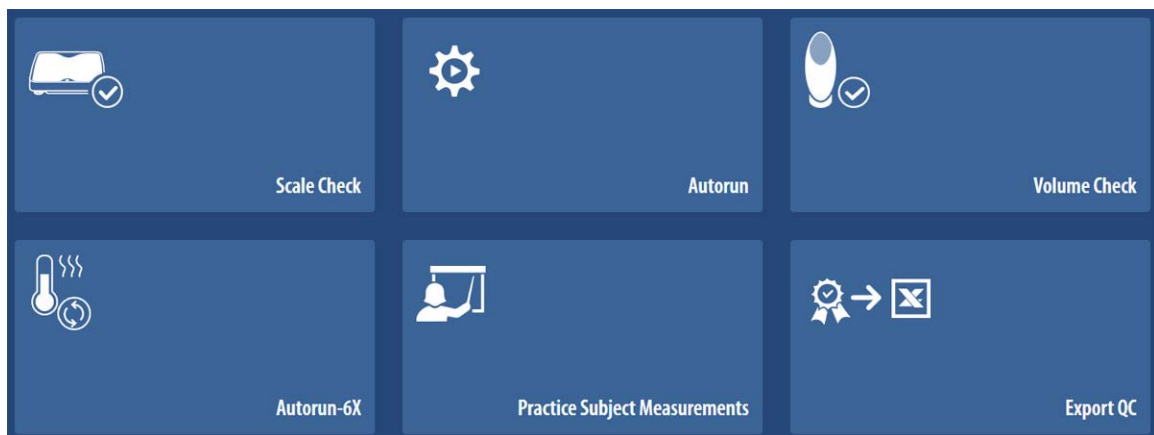 Scale Check
Autorun
Volume Check
Autorun-6X
Practice Subject Measurements
Export QC